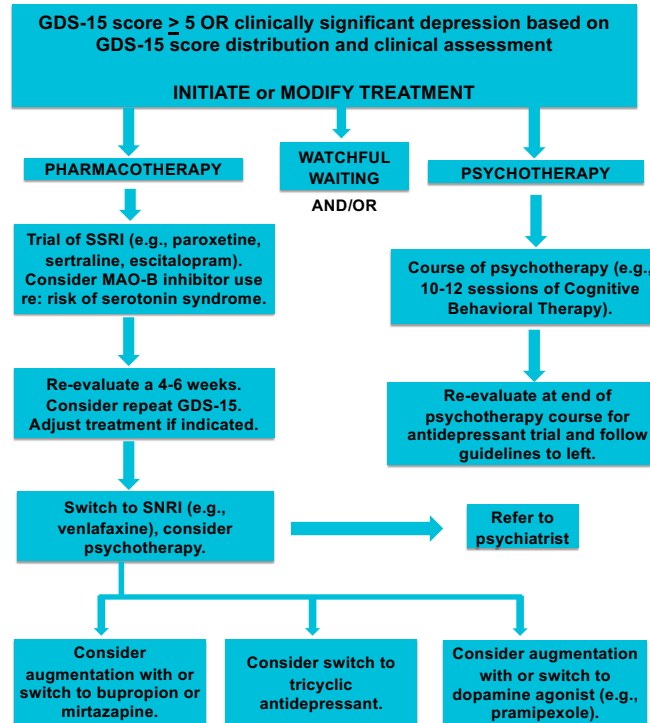 GDS-15 score ≥ 5 OR clinically significant depression based on
GDS-15 score distribution and clinical assessment
INITIATE or MODIFY TREATMENT
PHARMACOTHERAPY
WATCHFUL
WAITING
PSYCHOTHERAPY
AND/OR
Trial of SSRI (e.g., paroxetine,
sertraline, escitalopram).
Consider MAO-B inhibitor use
re: risk of serotonin syndrome.
Course of psychotherapy (e.g.,
10-12 sessions of Cognitive
Behavioral Therapy).
Re-evaluate a 4-6 weeks.
Consider repeat GDS-15.
Adjust treatment if indicated.
Re-evaluate at end of
psychotherapy course for
antidepressant trial and follow
guidelines to left.
Switch to SNRI (e.g.,
venlafaxine), consider
psychotherapy.
Refer to
psychiatrist
Consider
augmentation with or
switch to bupropion or
mirtazapine.
Consider switch to
tricyclic
antidepressant.
Consider augmentation
with or switch to
dopamine agonist (e.g.,
pramipexole).